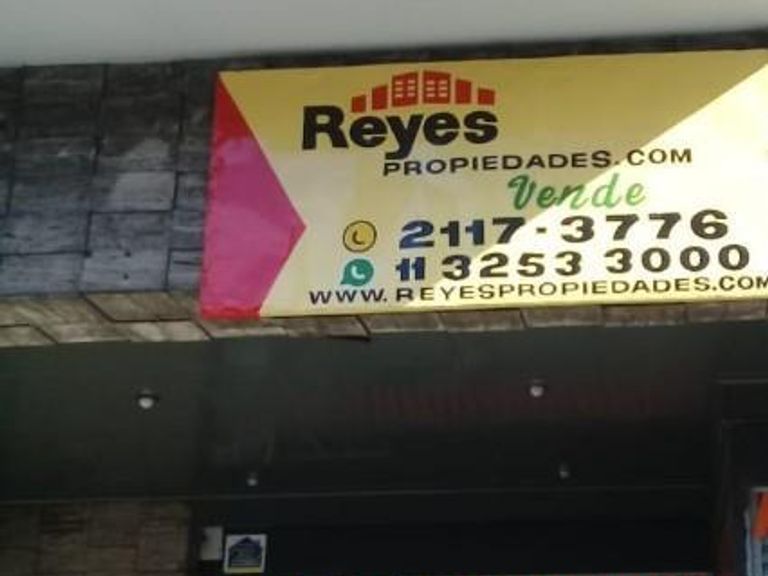 Reyes
PROPIEDADES.COM
Vende
2117-3776
11 3253 3000
WWW.REYESPROPIEDADES.COM